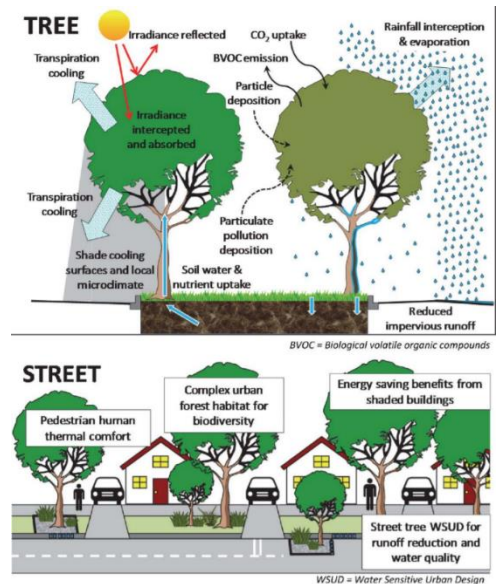 TREE
Irradiance reflected
Transpiration
cooling
Irradiance
intercepted
and absorbed
Transpiration
cooling
Shade cooling
surfaces and local
microclimate
Soil water &
nutrient uptake
CO₂ uptake
BVOC emission
Particle
deposition
Particulate
pollution
deposition
Rainfall interception
& evaporation
Reduced
impervious runoff
BVOC = Biological volatile organic compounds
STREET
Pedestrian human
thermal comfort
Complex urban
forest habitat for
biodiversity
Energy saving benefits from
shaded buildings
Street tree WSUD for
runoff reduction and
water quality
WSUD = Water Sensitive Urban Design